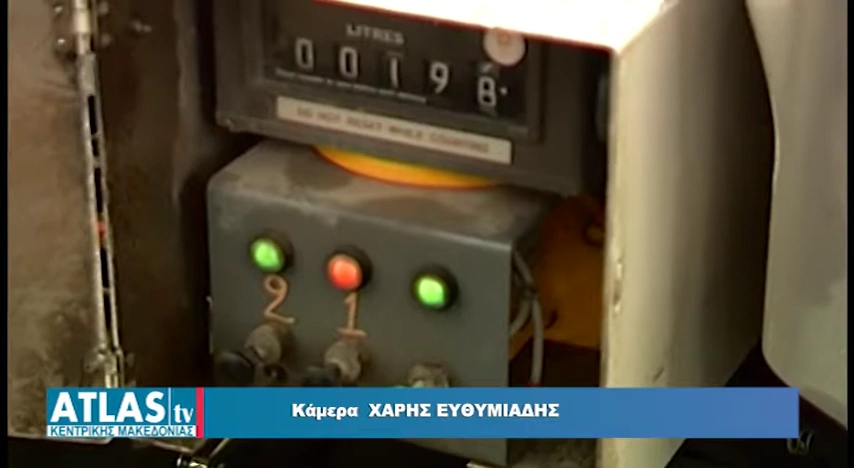 LITRES
0 0 1 9 8
DO NOT RESET WHILE COUNTING
2 1
ATLAS tv
ΚΕΝΤΡΙΚΗΣ ΜΑΚΕΔΟΝΙΑΣ
Κάμερα ΧΑΡΗΣ ΕΥΘΥΜΙΑΔΗΣ